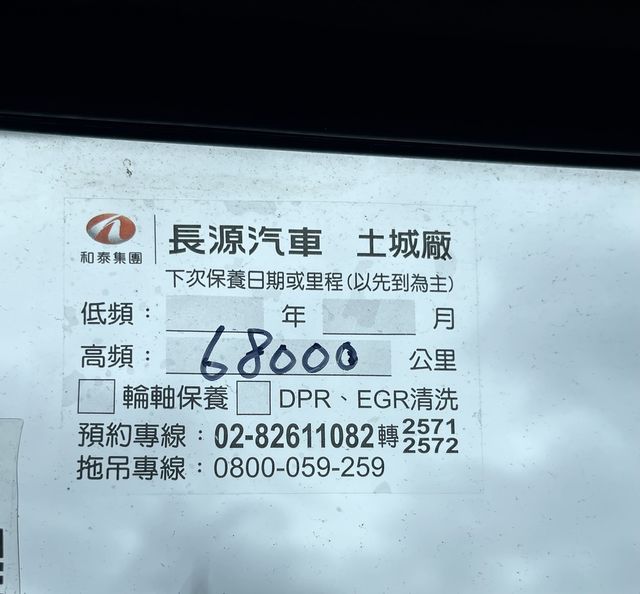 和泰集團
長源汽車 土城廠
下次保養日期或里程(以先到為主)
低頻: 年 月
高頻: 68000 公里
輪軸保養 DPR、EGR清洗
預約專線:02-82611082轉2571
2572
拖吊專線:0800-059-259